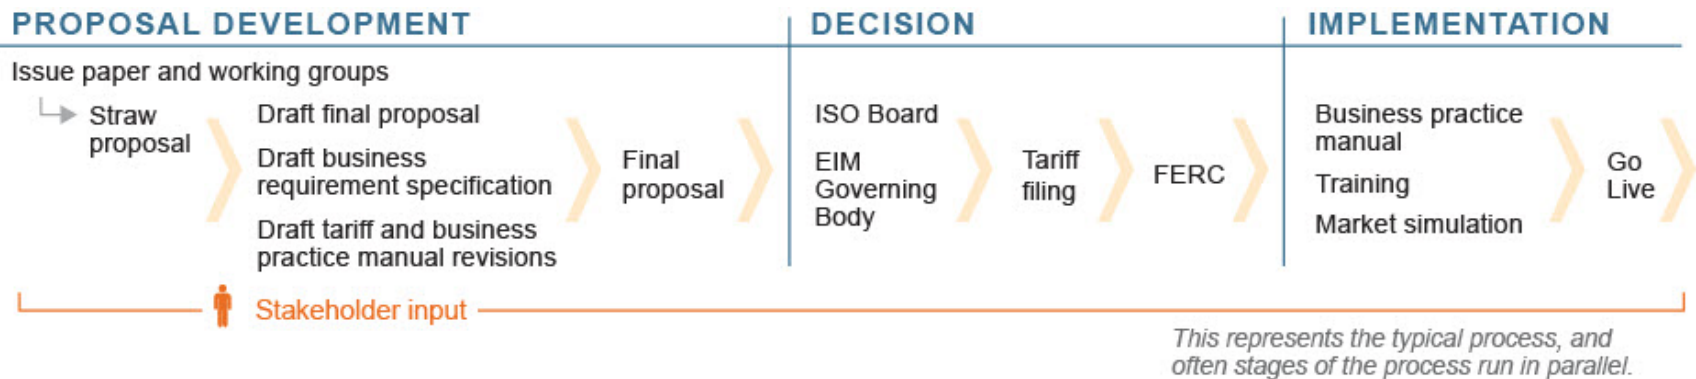 PROPOSAL DEVELOPMENT
Issue paper and working groups
Straw
proposal
Draft final proposal
Draft business
requirement specification
Draft tariff and business
practice manual revisions
Final
proposal
DECISION
ISO Board
EIM
Governing
Body
Tariff
filing
FERC
IMPLEMENTATION
Business practice
manual
Training
Market simulation
Go
Live
Stakeholder input
This represents the typical process, and
often stages of the process run in parallel.